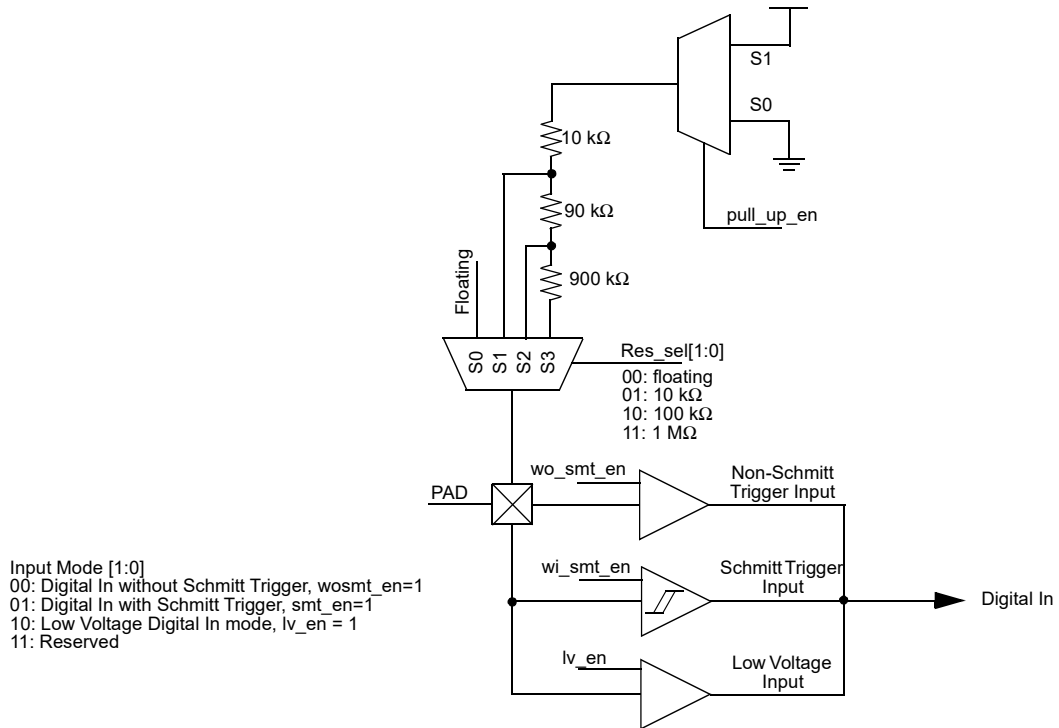 S1
S0
10 kΩ
90 kΩ
pull_up_en
900 kΩ
Floating
S0
S1
S2
S3
Res_sel[1:0]
00: floating
01: 10 kΩ
10: 100 kΩ
11: 1 MΩ
wo_smt_en
Non-Schmitt
Trigger Input
PAD
Input Mode [1:0]
00: Digital In without Schmitt Trigger, wosmt_en=1
01: Digital In with Schmitt Trigger, smt_en=1
10: Low Voltage Digital In mode, lv_en = 1
11: Reserved
wi_smt_en
Schmitt Trigger
Input
Digital In
lv_en
Low Voltage
Input